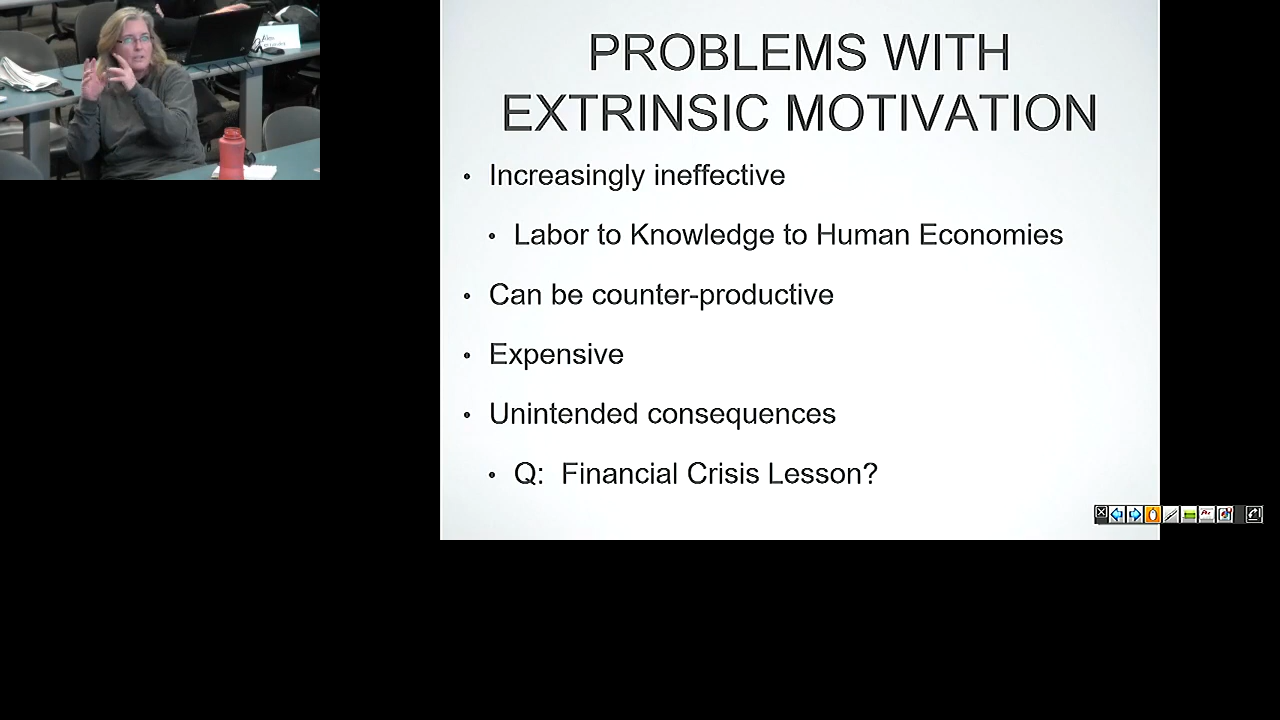 PROBLEMS WITH
EXTRINSIC MOTIVATION
• Increasingly ineffective
• Labor to Knowledge to Human Economies
• Can be counter-productive
• Expensive
• Unintended consequences
• Q: Financial Crisis Lesson?